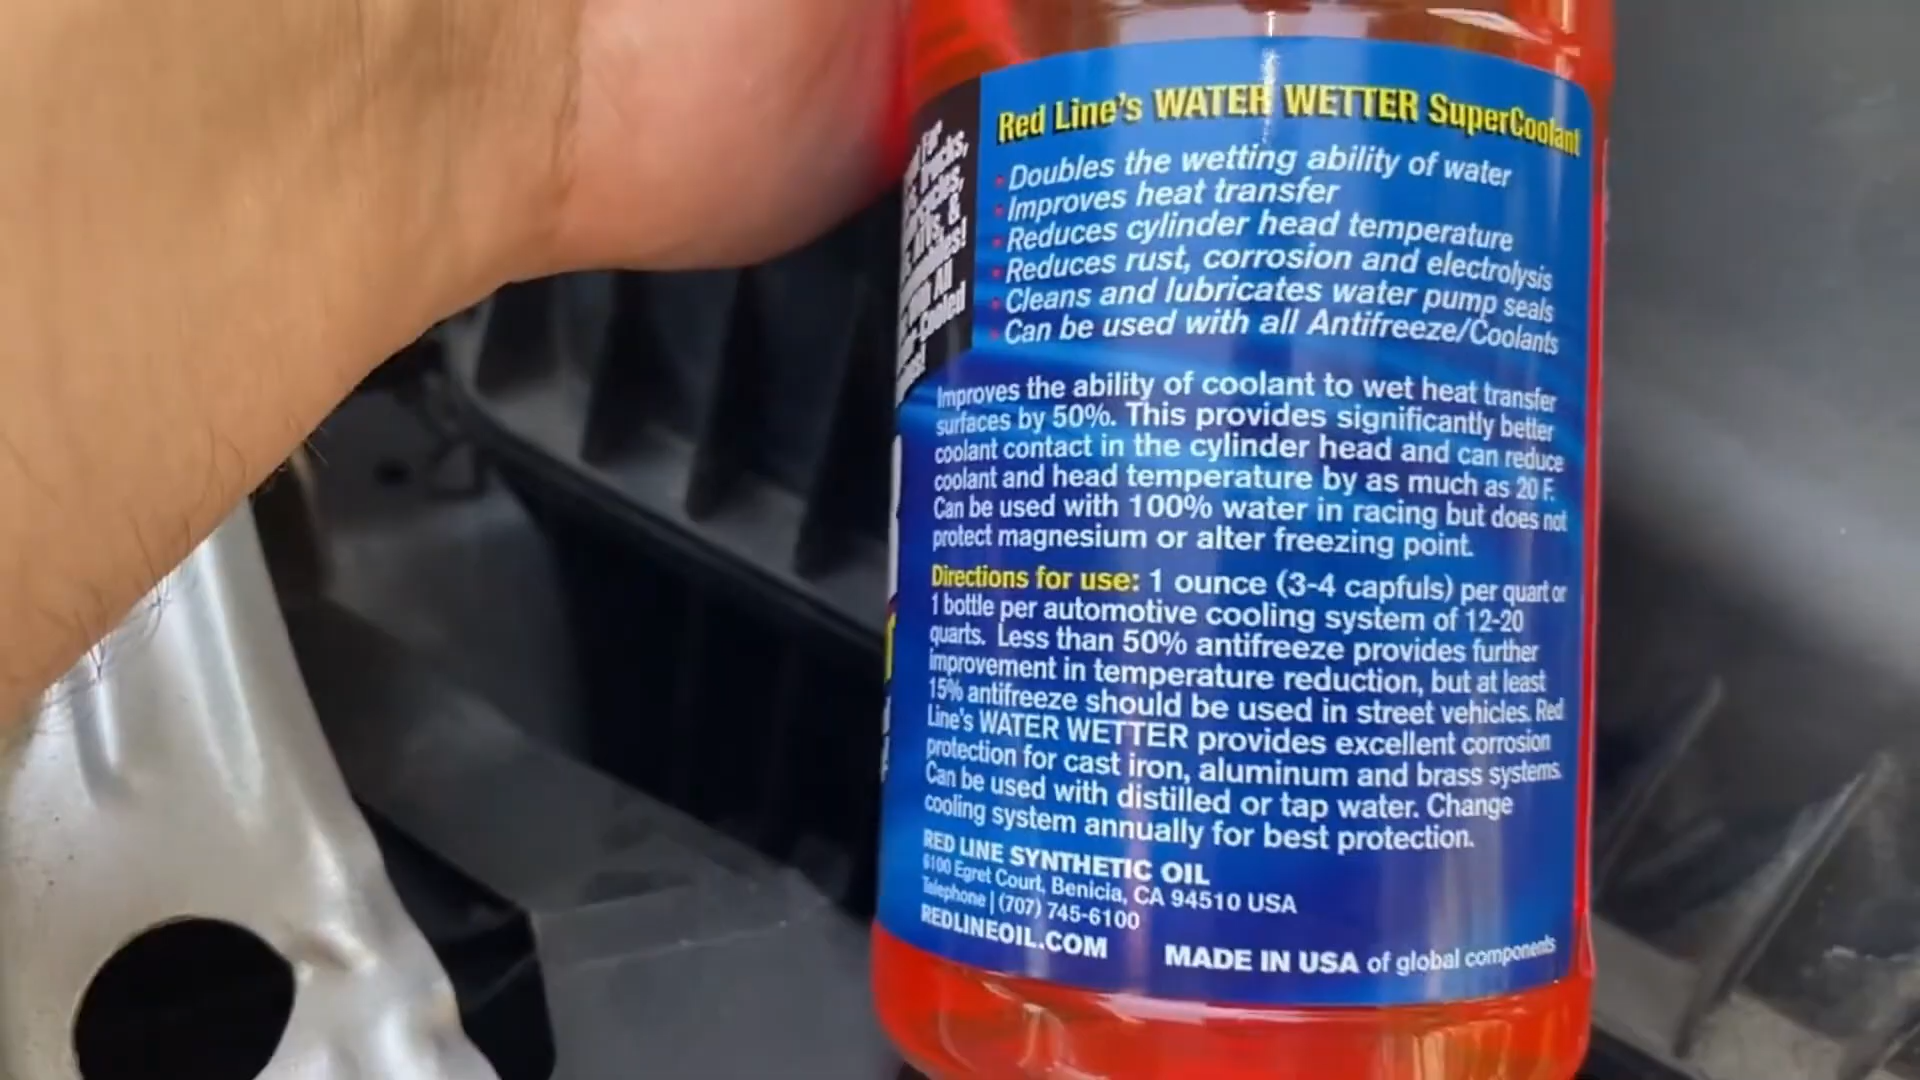 Red Line's WATER WETTER SuperCoolant
• Doubles the wetting ability of water
• Improves heat transfer
• Reduces cylinder head temperature
• Reduces rust, corrosion and electrolysis
• Cleans and lubricates water pump seals
• Can be used with all Antifreeze/Coolants
Improves the ability of coolant to wet heat transfer
surfaces by 50%. This provides significantly better
coolant contact in the cylinder head and can reduce
coolant and head temperature by as much as 20 F.
Can be used with 100% water in racing but does not
protect magnesium or alter freezing point.
Directions for use: 1 ounce (3-4 capfuls) per quart or
1 bottle per automotive cooling system of 12-20
quarts. Less than 50% antifreeze provides further
improvement in temperature reduction, but at least
15% antifreeze should be used in street vehicles. Red
Line's WATER WETTER provides excellent corrosion
protection for cast iron, aluminum and brass systems.
Can be used with distilled or tap water. Change
cooling system annually for best protection.
RED LINE SYNTHETIC OIL
6100 Egret Court, Benicia, CA 94510 USA
Telephone | (707) 745-6100
REDLINEOIL.COM MADE IN USA of global components